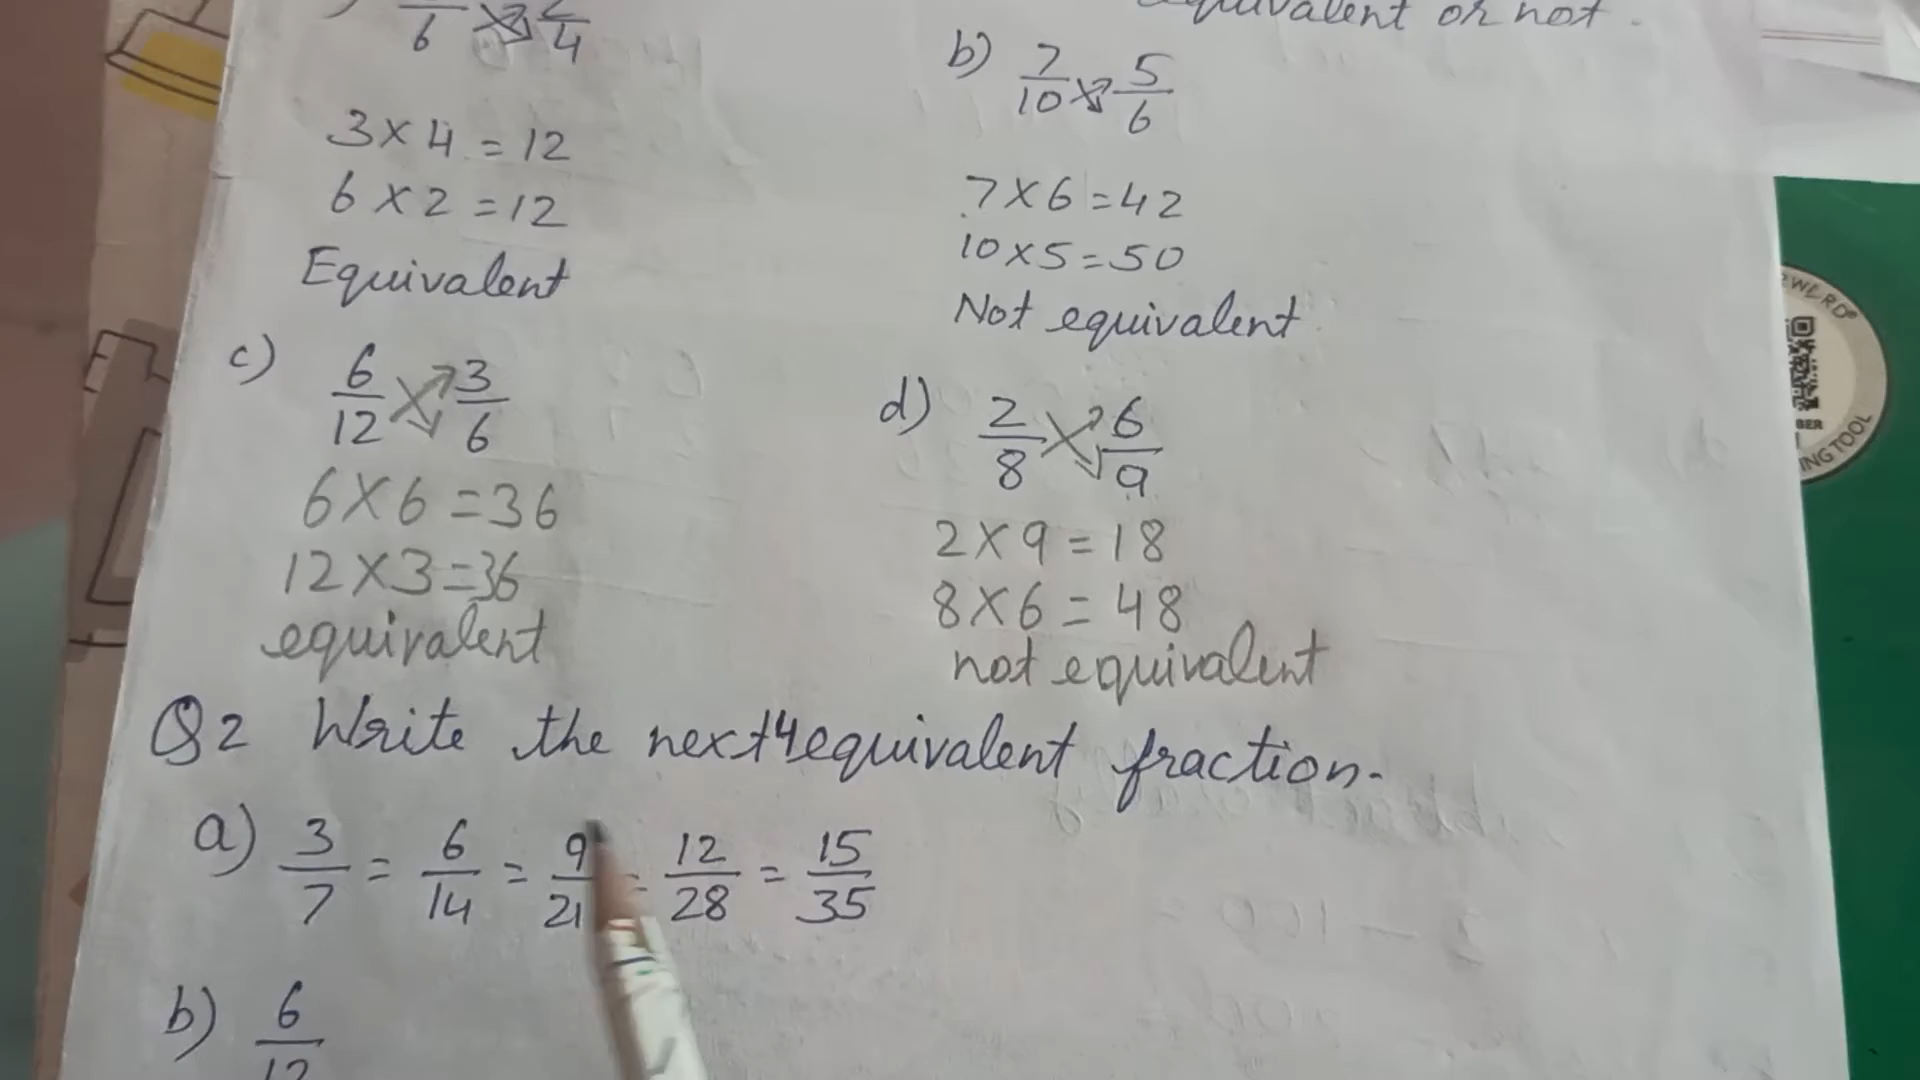 equivalent or not.
6 4
b) 7/10 5/6
3 X 4 = 12
6 X 2 = 12
Equivalent
7 X 6 = 42
10 X 5 = 50
Not equivalent
c) 6/12 3/6
6 X 6 = 36
12 X 3 = 36
equivalent
d) 2/8 6/9
2 X 9 = 18
8 X 6 = 48
not equivalent
Q2 Write the next 4 equivalent fraction.
a) 3/7 = 6/14 = 9/21 = 12/28 = 15/35
b) 6/12